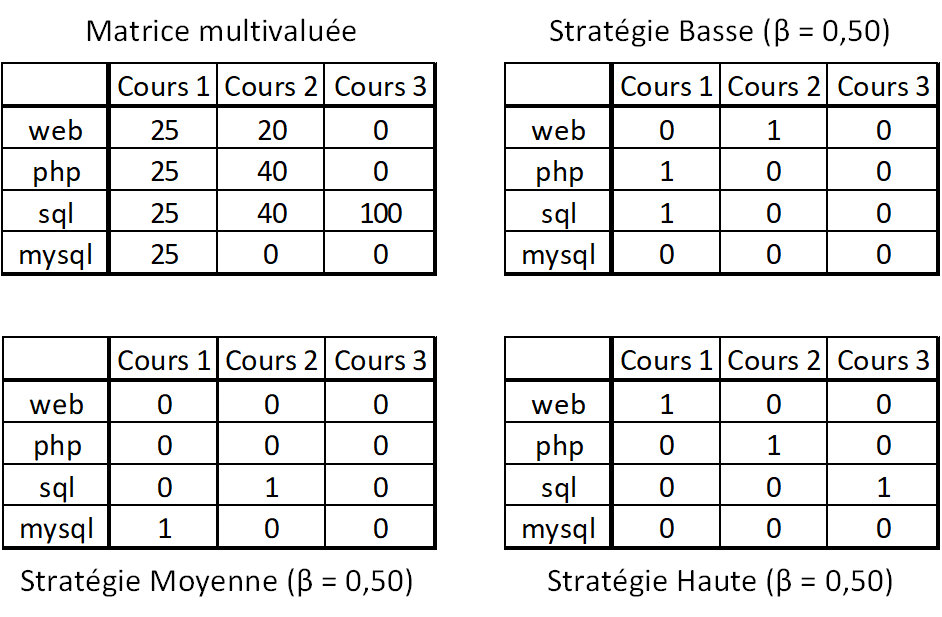 Matrice multivaluée
Cours 1 Cours 2 Cours 3
web 25 20 0
php 25 40 0
sql 25 40 100
mysql 25 0 0
Stratégie Basse (β = 0,50)
Cours 1 Cours 2 Cours 3
web 0 1 0
php 1 0 0
sql 1 0 0
mysql 0 0 0
Cours 1 Cours 2 Cours 3
web 0 0 0
php 0 0 0
sql 0 1 0
mysql 1 0 0
Stratégie Moyenne (β = 0,50)
Cours 1 Cours 2 Cours 3
web 1 0 0
php 0 1 0
sql 0 0 1
mysql 0 0 0
Stratégie Haute (β = 0,50)